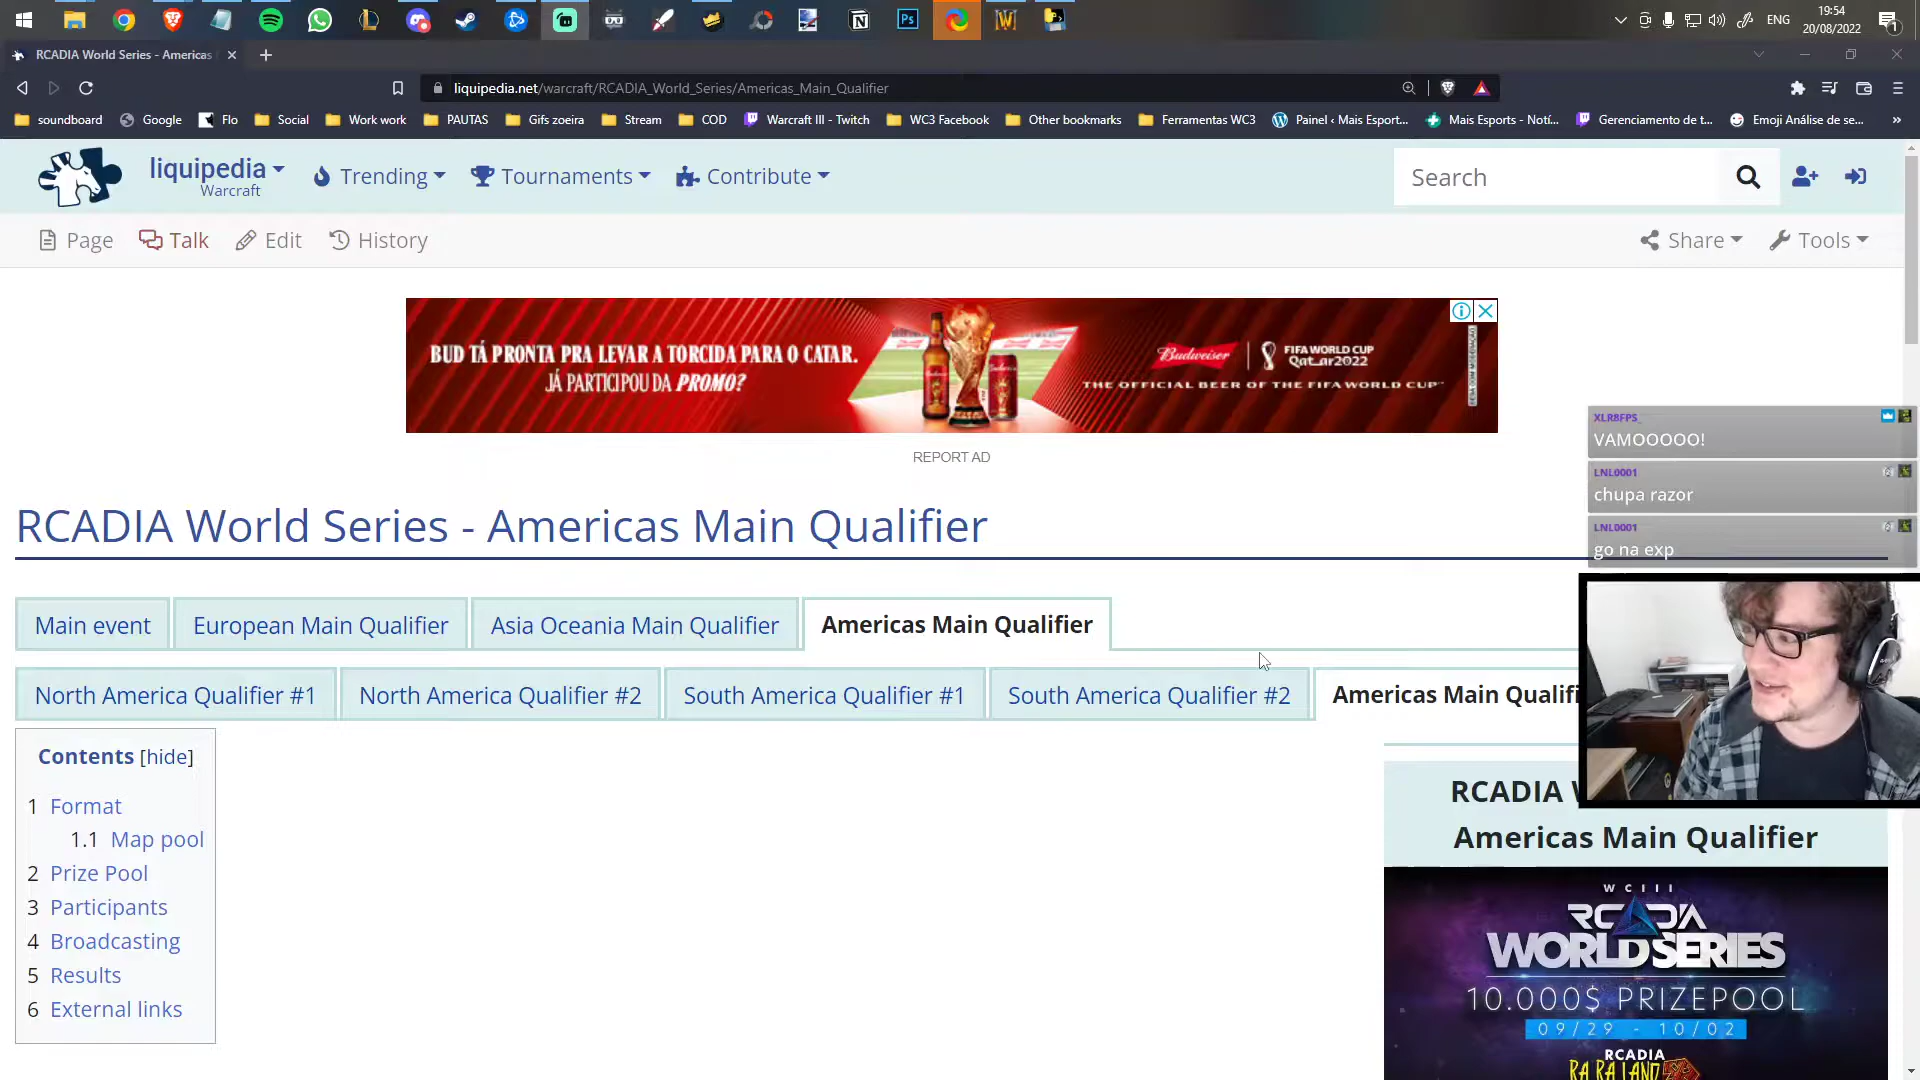 ENG
19:54
20/08/2022
RCADIA World Series - Americas
liquipedia.net/warcraft/RCADIA_World_Series/Americas_Main_Qualifier
soundboard
Google
Flo
Social
Work work
PAUTAS
Gifs zoeira
Stream
COD
Warcraft III - Twitch
WC3 Facebook
Other bookmarks
Ferramentas WC3
Painel ‹ Mais Esport...
Mais Esports - Notí...
Gerenciamento de t...
Emoji Análise de se...
liquipedia
Warcraft
Trending
Tournaments
Contribute
Search
Page
Talk
Edit
History
Share
Tools
BUD TÁ PRONTA PRA LEVAR A TORCIDA PARA O CATAR.
JÁ PARTICIPOU DA PROMO?
Budweiser
FIFA WORLD CUP
Qatar2022
THE OFFICIAL BEER OF THE FIFA WORLD CUP™
REPORT AD
XLR8FPS_
VAMOOOOO!
LNL0001
chupa razor
LNL0001
go na exp
RCADIA World Series - Americas Main Qualifier
Main event
European Main Qualifier
Asia Oceania Main Qualifier
Americas Main Qualifier
North America Qualifier #1
North America Qualifier #2
South America Qualifier #1
South America Qualifier #2
Americas Main Qualifi
Contents [hide]
1 Format
1.1 Map pool
2 Prize Pool
3 Participants
4 Broadcasting
5 Results
6 External links
RCADIA
Americas Main Qualifier
WCIII
RCADIA
WORLD SERIES
10.000$ PRIZEPOOL
09/29 - 10/02
RCADIA
RA RA LAND